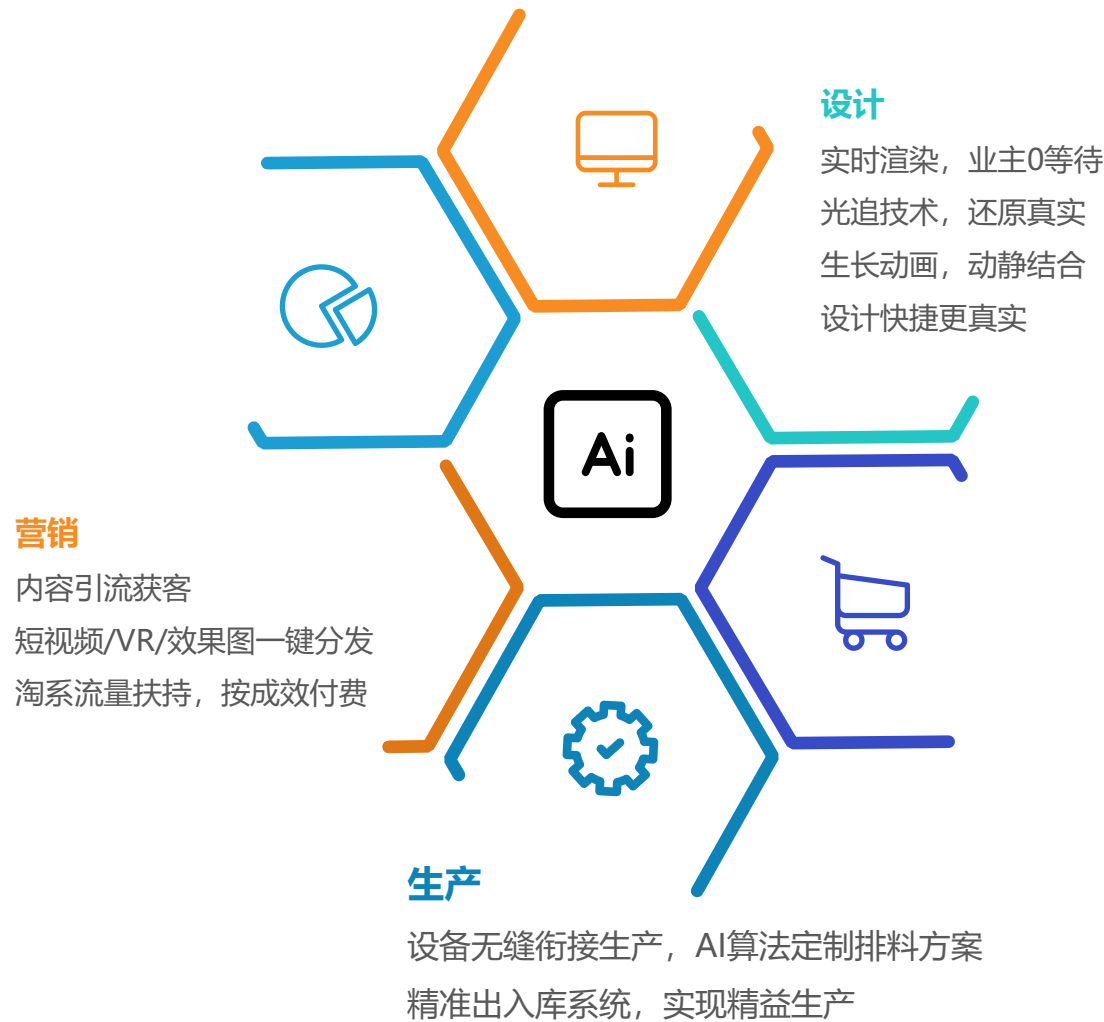 设计
实时渲染，业主0等待
光追技术，还原真实
生长动画，动静结合
设计快捷更真实
Ai
营销
内容引流获客
短视频/VR/效果图一键分发
淘系流量扶持，按成效付费
生产
设备无缝衔接生产，AI算法定制排料方案
精准出入库系统，实现精益生产